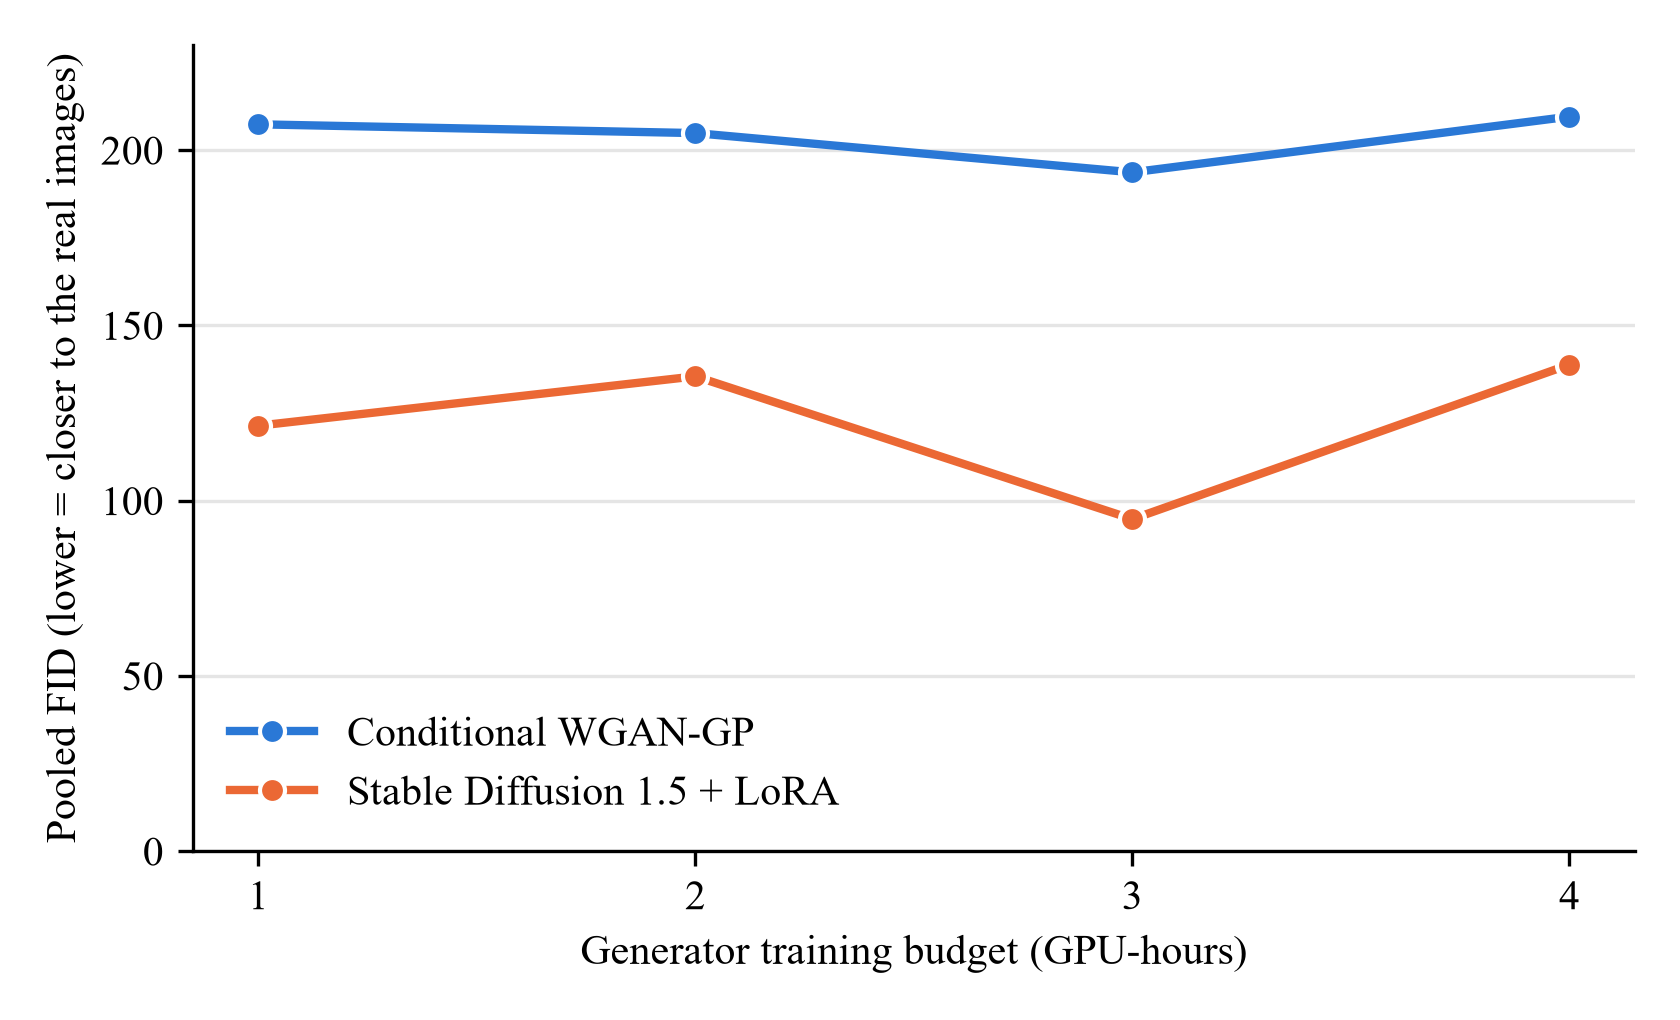 Pooled FID (lower = closer to the real images)
200
150
100
50
0
Conditional WGAN-GP
Stable Diffusion 1.5 + LoRA
1 2 3 4
Generator training budget (GPU-hours)